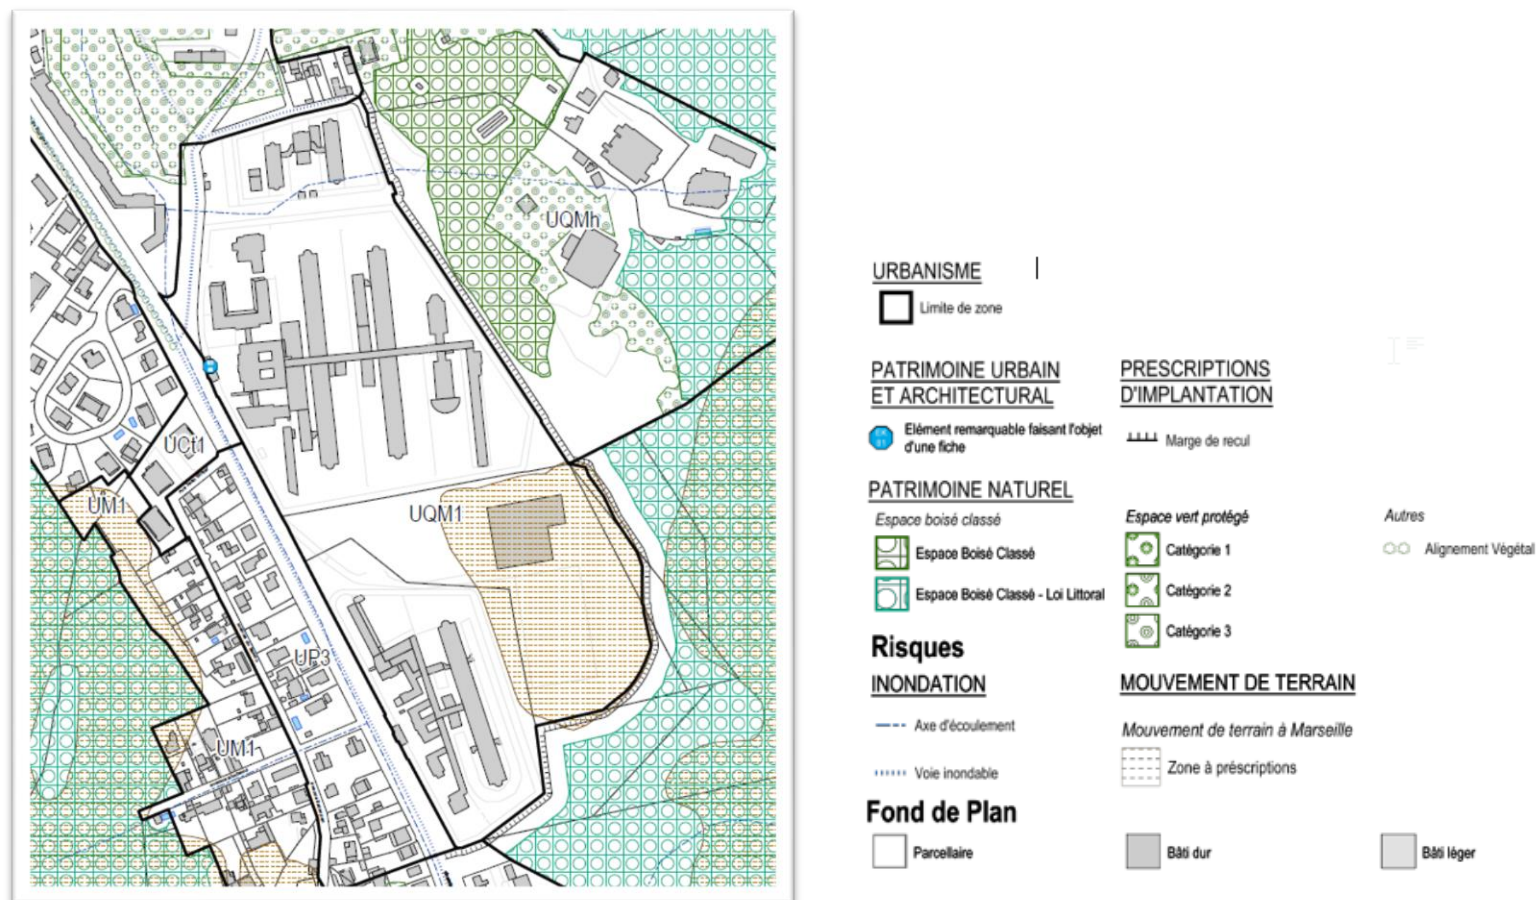 UQMh
UCt1
UM1
UQM1
UP3
UM1
URBANISME
Limite de zone
PATRIMOINE URBAIN
ET ARCHITECTURAL
Elément remarquable faisant l'objet
d'une fiche
PRESCRIPTIONS
D'IMPLANTATION
Marge de recul
PATRIMOINE NATUREL
Espace boisé classé
Espace Boisé Classé
Espace Boisé Classé - Loi Littoral
Espace vert protégé
Catégorie 1
Catégorie 2
Catégorie 3
Autres
Alignement Végétal
Risques
INONDATION
Axe d'écoulement
Voie inondable
MOUVEMENT DE TERRAIN
Mouvement de terrain à Marseille
Zone à préscriptions
Fond de Plan
Parcellaire
Bâti dur
Bâti léger